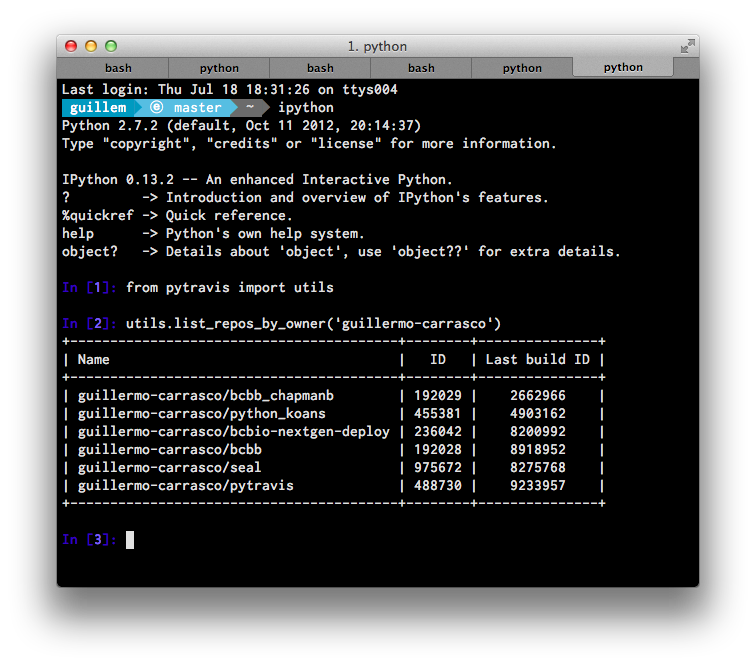 1. python
bash python bash bash python python
Last login: Thu Jul 18 18:31:26 on ttys004
guillem ⓔ master ~ ipython
Python 2.7.2 (default, Oct 11 2012, 20:14:37)
Type "copyright", "credits" or "license" for more information.
IPython 0.13.2 -- An enhanced Interactive Python.
? -> Introduction and overview of IPython's features.
%quickref -> Quick reference.
help -> Python's own help system.
object? -> Details about 'object', use 'object??' for extra details.
In [1]: from pytravis import utils
In [2]: utils.list_repos_by_owner('guillermo-carrasco')
+-----------------------------------------+--------+---------------+
| Name | ID | Last build ID |
+-----------------------------------------+--------+---------------+
| guillermo-carrasco/bcbb_chapmanb | 192029 | 2662966 |
| guillermo-carrasco/python_koans | 455381 | 4903162 |
| guillermo-carrasco/bcbio-nextgen-deploy | 236042 | 8200992 |
| guillermo-carrasco/bcbb | 192028 | 8918952 |
| guillermo-carrasco/seal | 975672 | 8275768 |
| guillermo-carrasco/pytravis | 488730 | 9233957 |
+-----------------------------------------+--------+---------------+
In [3]: